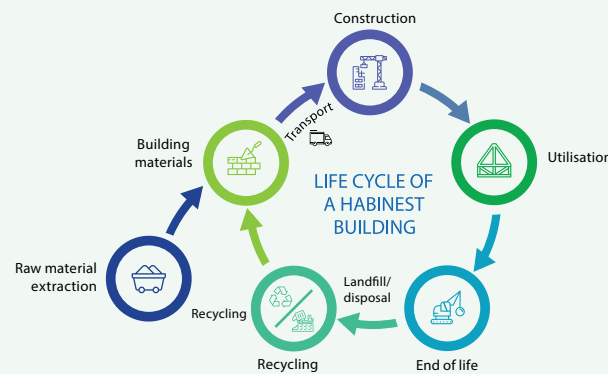 Construction
Transport
Building
materials
Utilisation
LIFE CYCLE OF
A HABINEST
BUILDING
Raw material
extraction
Landfill/
disposal
Recycling
Recycling
End of life